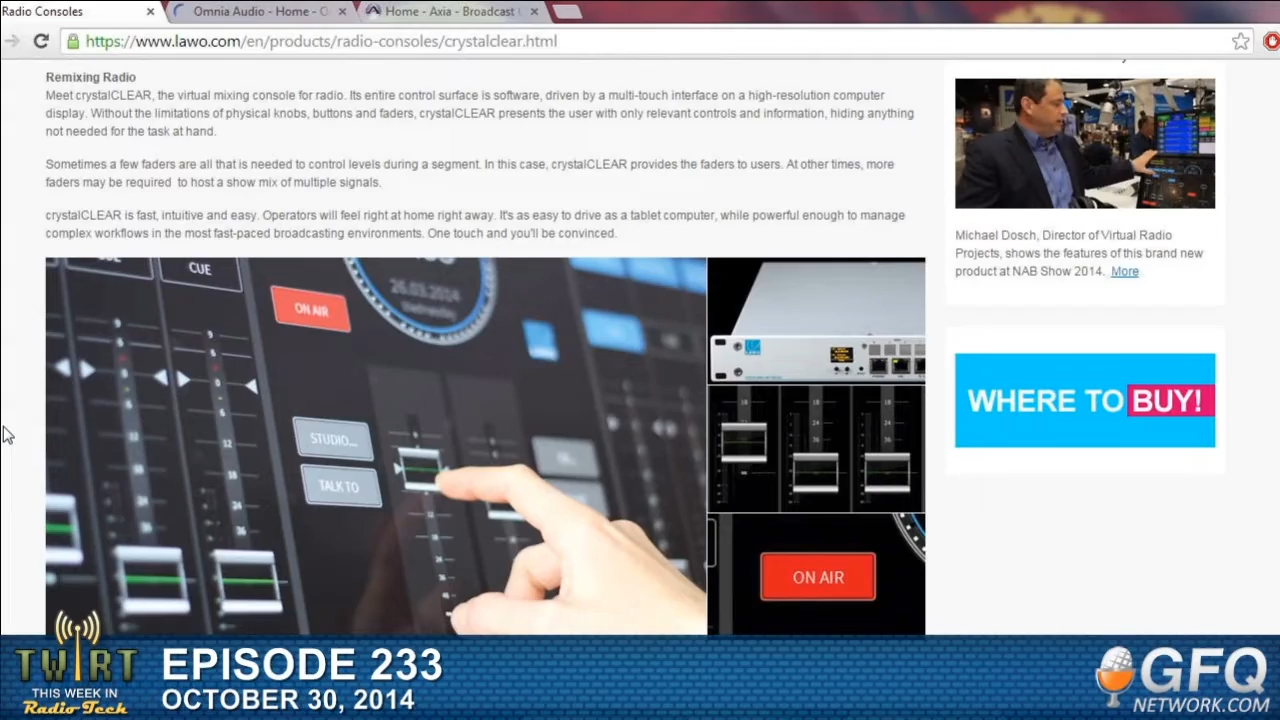 Radio Consoles
Omnia Audio - Home - O
Home - Axia - Broadcast
https://www.lawo.com/en/products/radio-consoles/crystalclear.html
Remixing Radio
Meet crystalCLEAR, the virtual mixing console for radio. Its entire control surface is software, driven by a multi-touch interface on a high-resolution computer
display. Without the limitations of physical knobs, buttons and faders, crystalCLEAR presents the user with only relevant controls and information, hiding anything
not needed for the task at hand.
Sometimes a few faders are all that is needed to control levels during a segment. In this case, crystalCLEAR provides the faders to users. At other times, more
faders may be required to host a show mix of multiple signals.
crystalCLEAR is fast, intuitive and easy. Operators will feel right at home right away. It's as easy to drive as a tablet computer, while powerful enough to manage
complex workflows in the most fast-paced broadcasting environments. One touch and you'll be convinced.
Michael Dosch, Director of Virtual Radio
Projects, shows the features of this brand new
product at NAB Show 2014. More
WHERE TO BUY!
CUE
ON AIR
STUDIO...
TALK TO
ON AIR
TWIRT
THIS WEEK IN
Radio Tech
EPISODE 233
OCTOBER 30, 2014
GFQ
NETWORK.COM